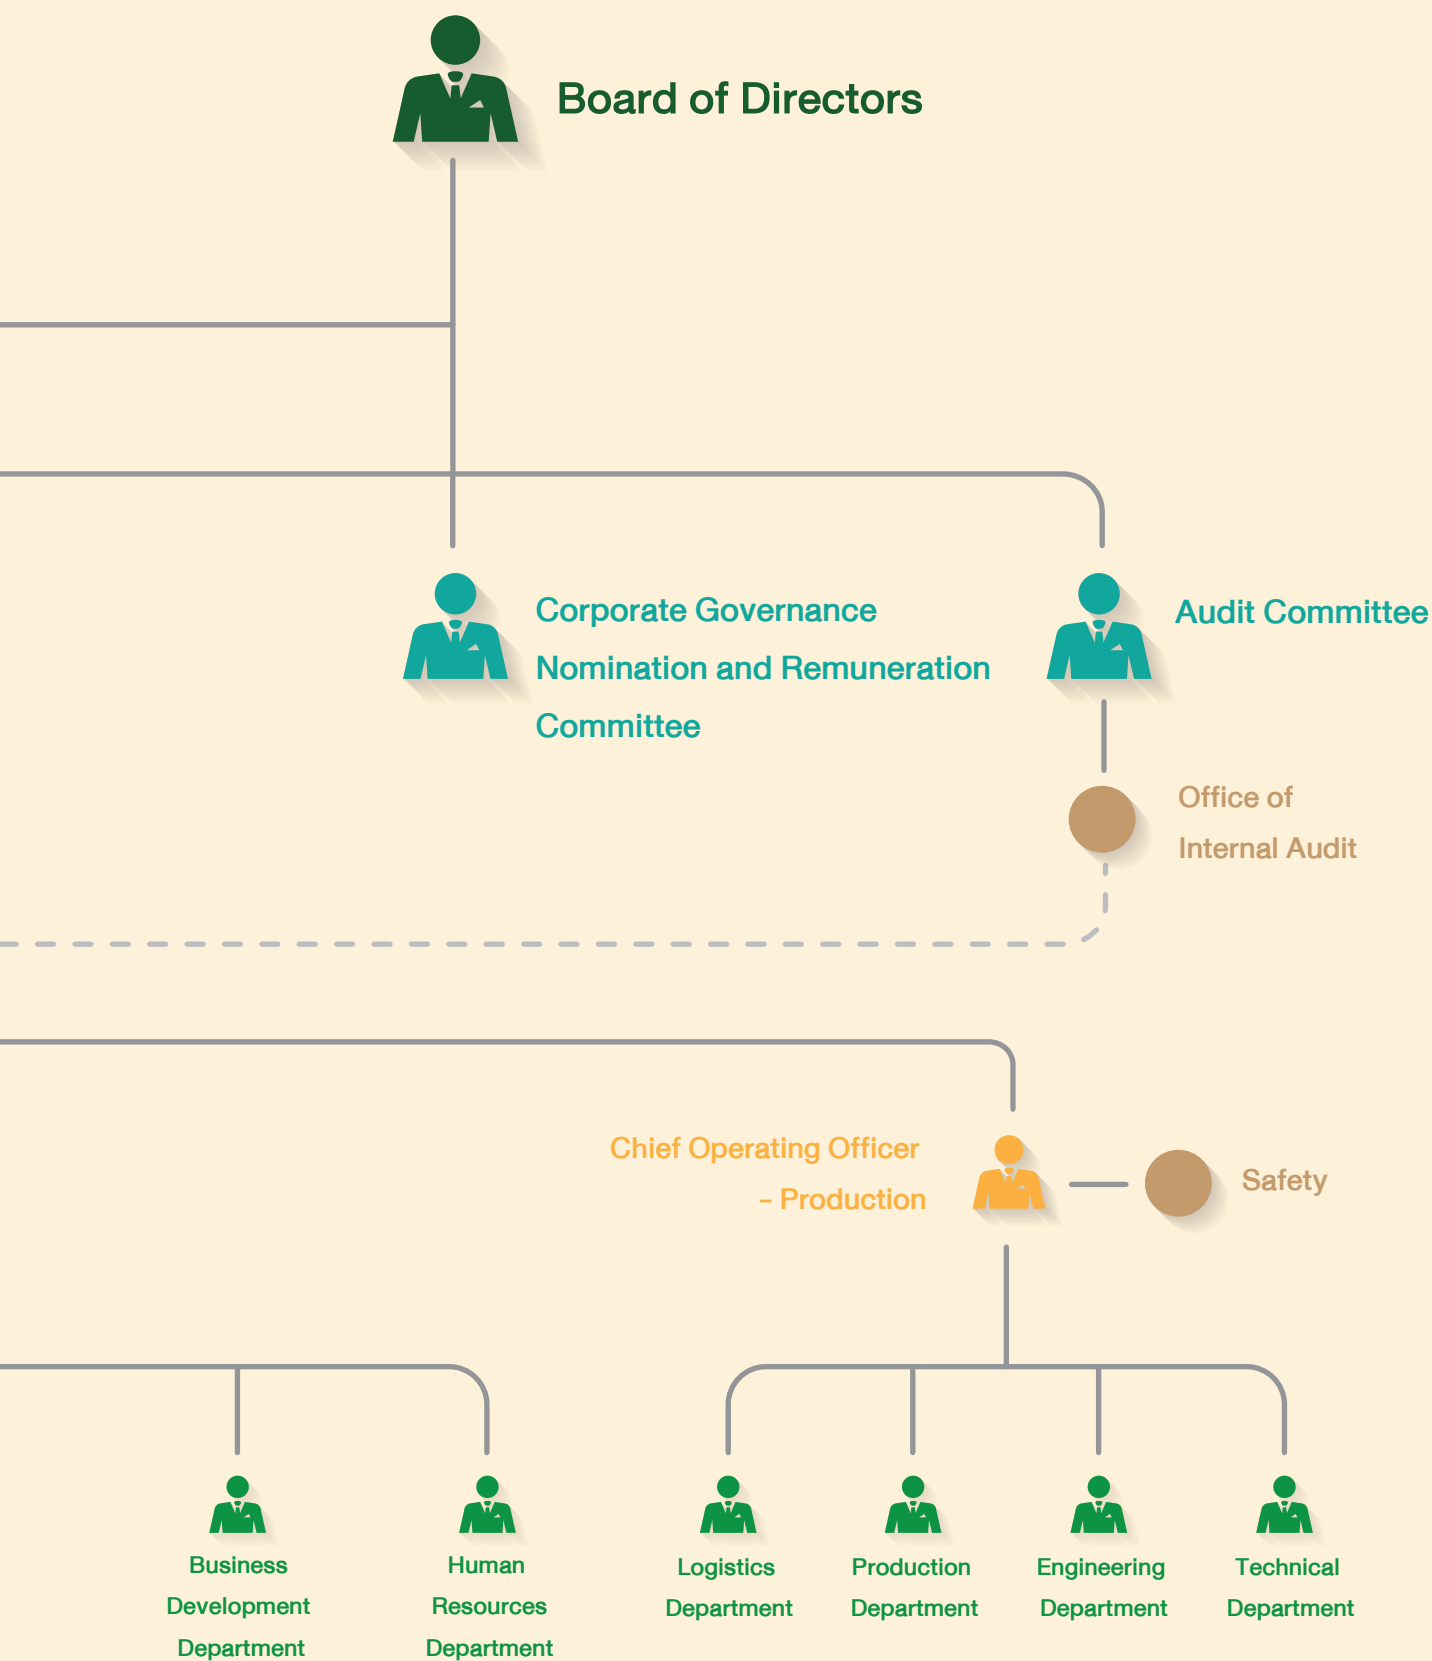 Board of Directors
Corporate Governance
Nomination and Remuneration
Committee
Audit Committee
Office of
Internal Audit
Chief Operating Officer
– Production
Safety
Business
Development
Department
Human
Resources
Department
Logistics
Department
Production
Department
Engineering
Department
Technical
Department